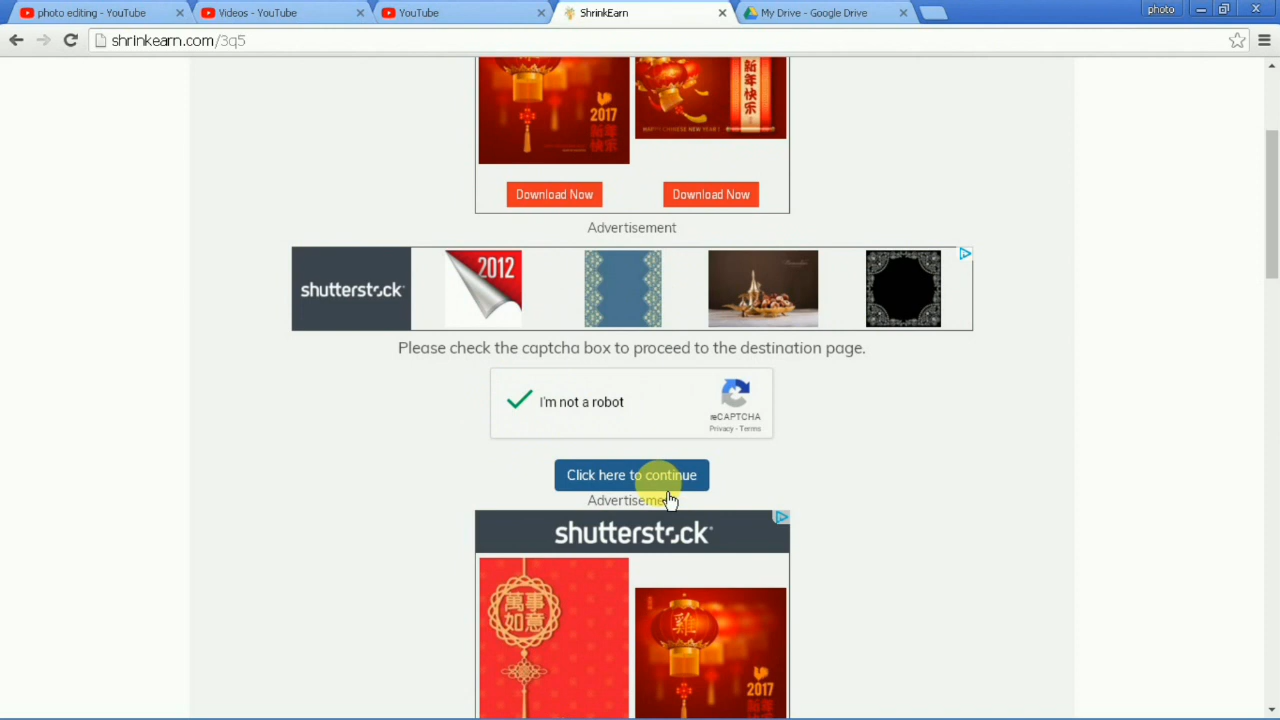 photo editing - YouTube
Videos - YouTube
YouTube
ShrinkEarn
My Drive - Google Drive
photo
shrinkearn.com/3q5
2017
新年
快乐
新年快乐
HAPPY CHINESE NEW YEAR !
Download Now
Download Now
Advertisement
shutterstock
2012
Please check the captcha box to proceed to the destination page.
I'm not a robot
reCAPTCHA
Privacy - Terms
Click here to continue
Advertisement
shutterstock
萬事
如意
雞
2017
新年